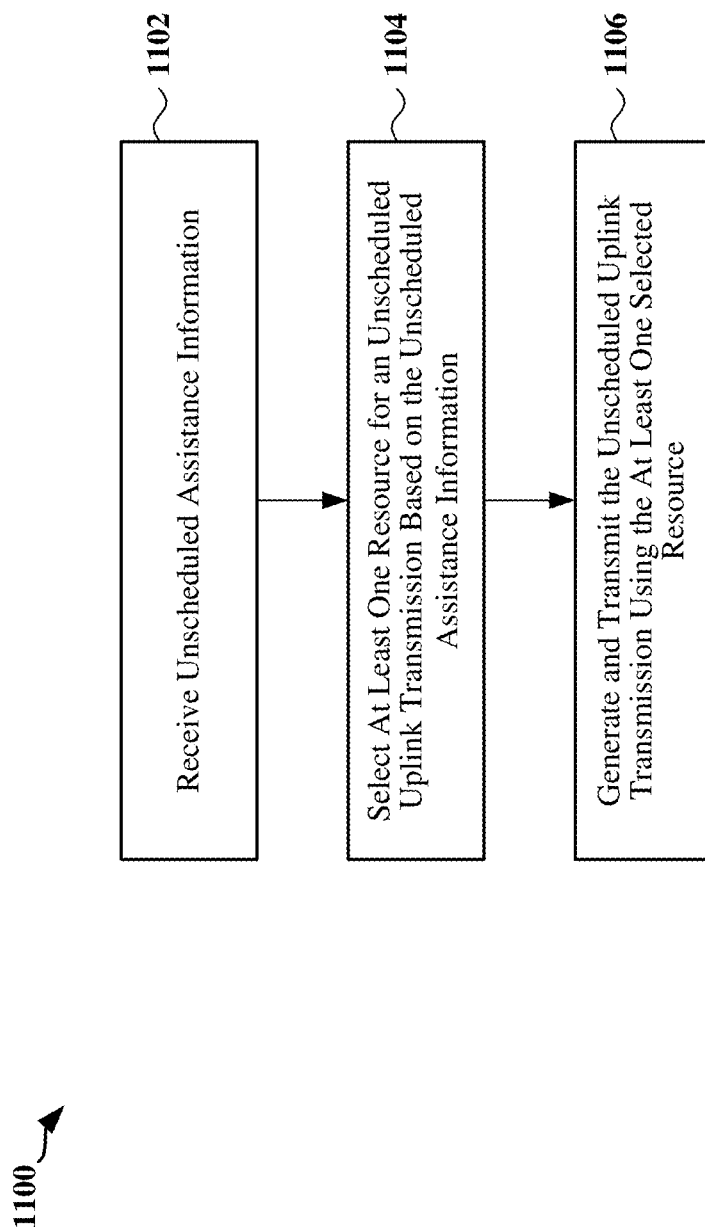 1100
Receive Unscheduled Assistance Information
1102
Select At Least One Resource for an Unscheduled
Uplink Transmission Based on the Unscheduled
Assistance Information
1104
Generate and Transmit the Unscheduled Uplink
Transmission Using the At Least One Selected
Resource
1106